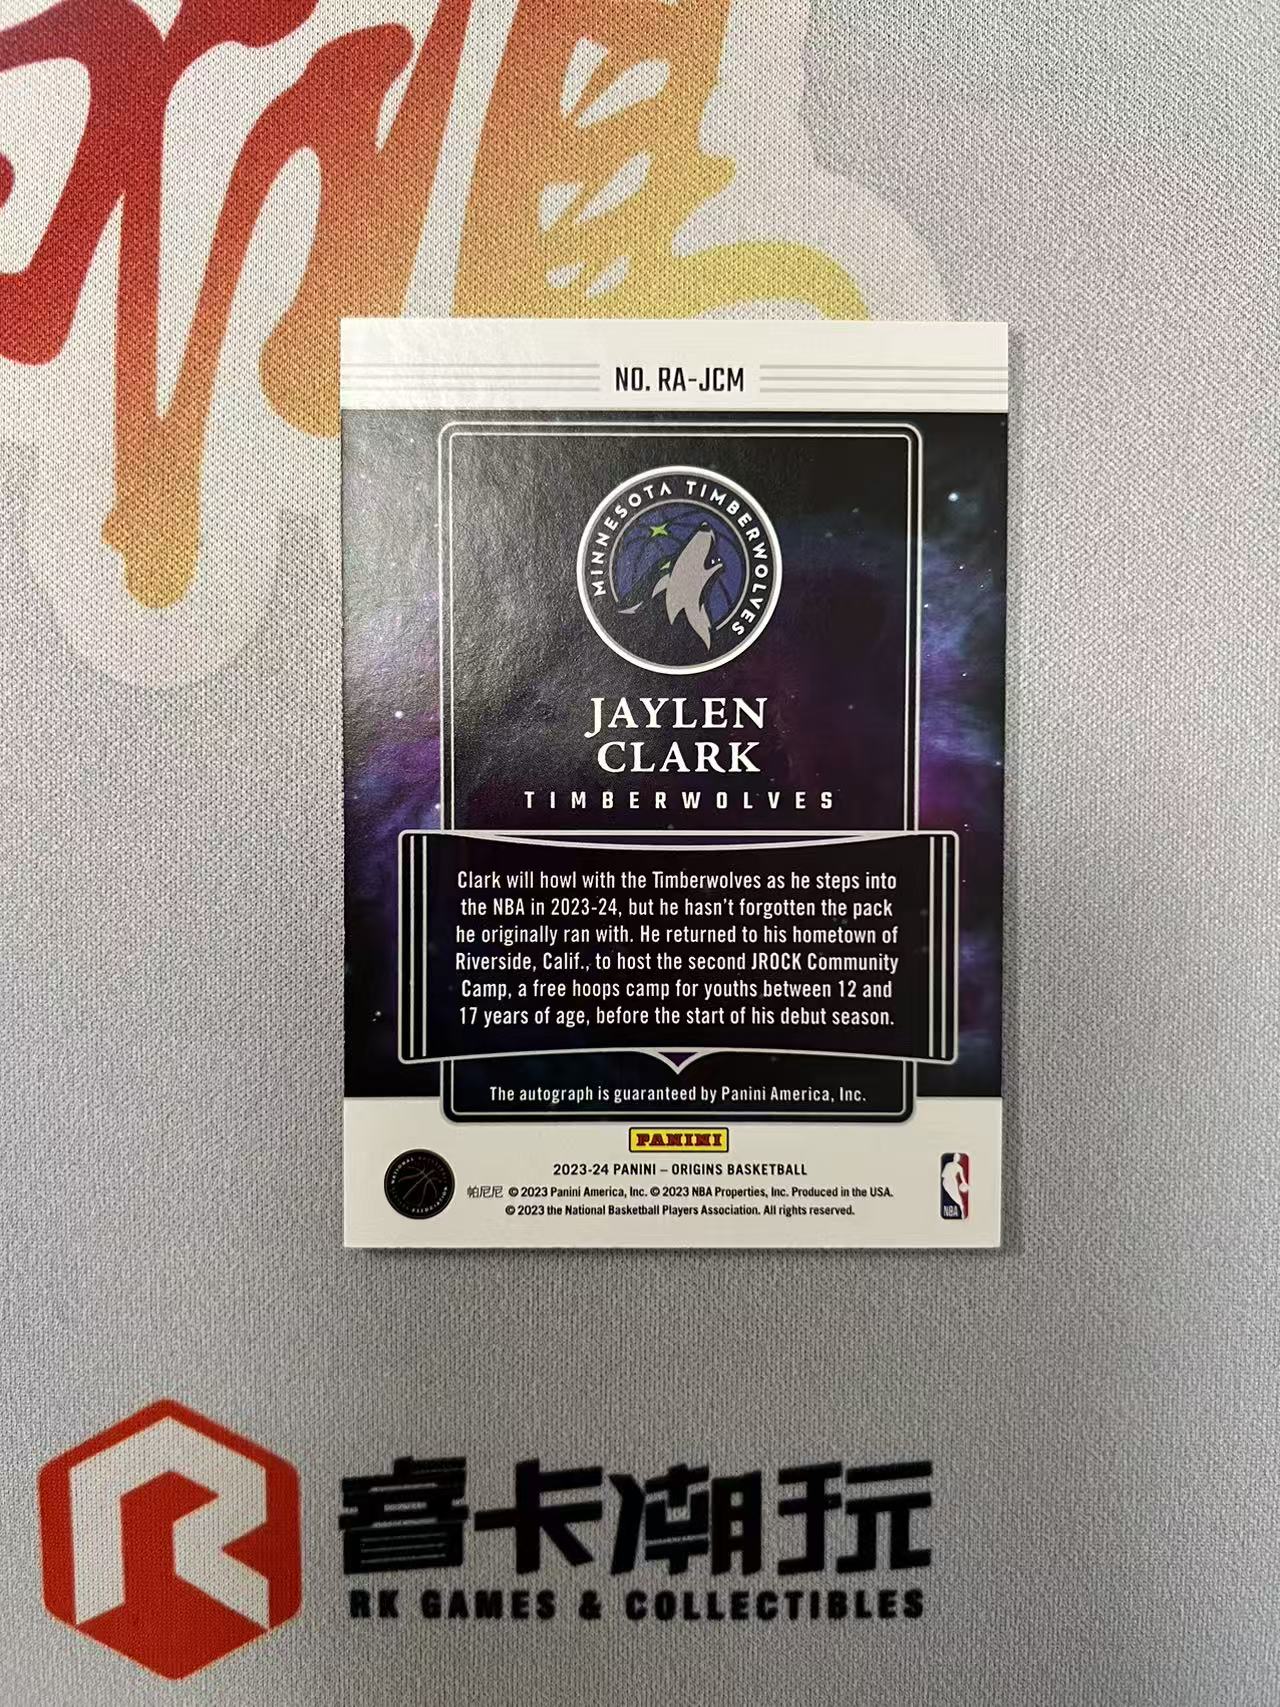 NO. RA-JCM
MINNESOTA TIMBERWOLVES
JAYLEN
CLARK
TIMBERWOLVES
Clark will howl with the Timberwolves as he steps into
the NBA in 2023-24, but he hasn't forgotten the pack
he originally ran with. He returned to his hometown of
Riverside, Calif., to host the second JROCK Community
Camp, a free hoops camp for youths between 12 and
17 years of age, before the start of his debut season.
The autograph is guaranteed by Panini America, Inc.
PANINI
2023-24 PANINI – ORIGINS BASKETBALL
帕尼尼 © 2023 Panini America, Inc. © 2023 NBA Properties, Inc. Produced in the USA.
© 2023 the National Basketball Players Association. All rights reserved.
NBA
睿卡潮玩
RK GAMES & COLLECTIBLES